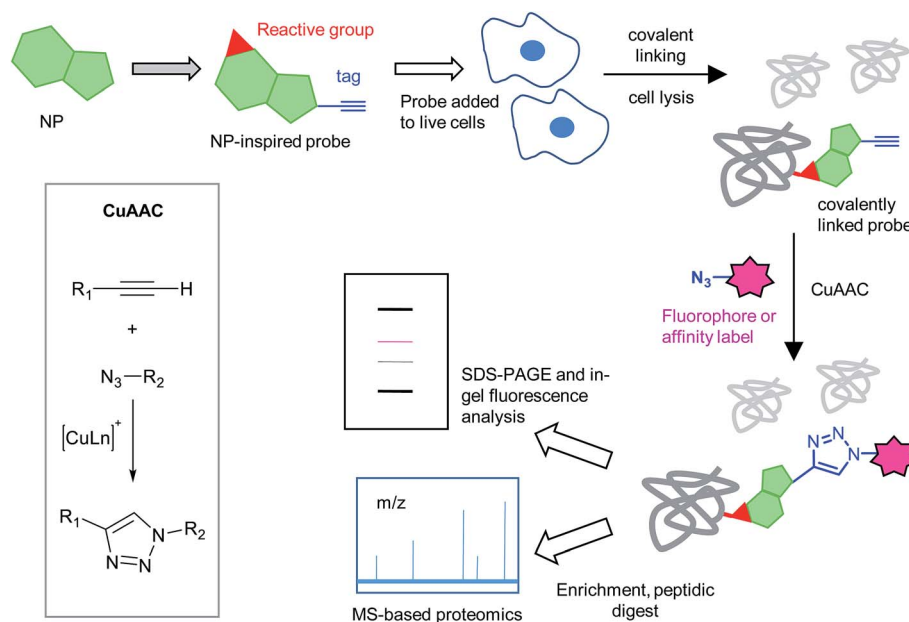 Reactive group
tag
NP
NP-inspired probe
Probe added
to live cells
covalent
linking
cell lysis
covalently
linked probe
N₃
Fluorophore or
affinity label
CuAAC
CuAAC
R₁
H
+
N₃
R₂
[CuLn]⁺
R₁
N
R₂
N
N
SDS-PAGE and in-
gel fluorescence
analysis
N
N
N
m/z
MS-based proteomics
Enrichment, peptidic
digest